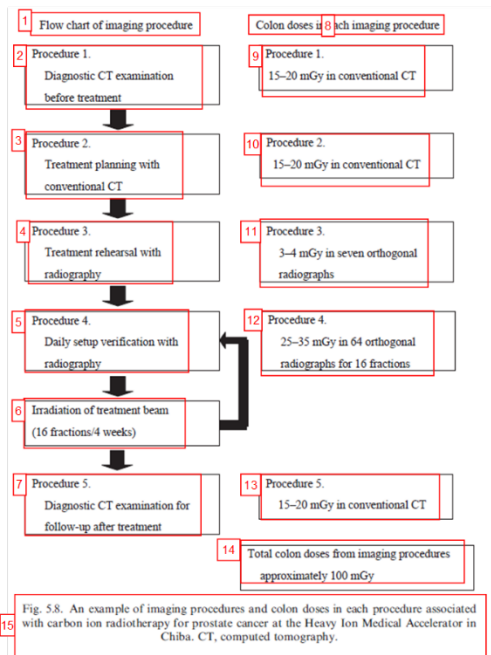 1 Flow chart of imaging procedure
2 Procedure 1.
Diagnostic CT examination
before treatment
3 Procedure 2.
Treatment planning with
conventional CT
4 Procedure 3.
Treatment rehearsal with
radiography
5 Procedure 4.
Daily setup verification with
radiography
6 Irradiation of treatment beam
(16 fractions/4 weeks)
7 Procedure 5.
Diagnostic CT examination for
follow-up after treatment
8
Colon doses in each imaging procedure
9 Procedure 1.
15–20 mGy in conventional CT
10 Procedure 2.
15–20 mGy in conventional CT
11 Procedure 3.
3–4 mGy in seven orthogonal
radiographs
12 Procedure 4.
25–35 mGy in 64 orthogonal
radiographs for 16 fractions
13 Procedure 5.
15–20 mGy in conventional CT
14 Total colon doses from imaging procedures
approximately 100 mGy
Fig. 5.8. An example of imaging procedures and colon doses in each procedure associated
15 with carbon ion radiotherapy for prostate cancer at the Heavy Ion Medical Accelerator in
Chiba. CT, computed tomography.